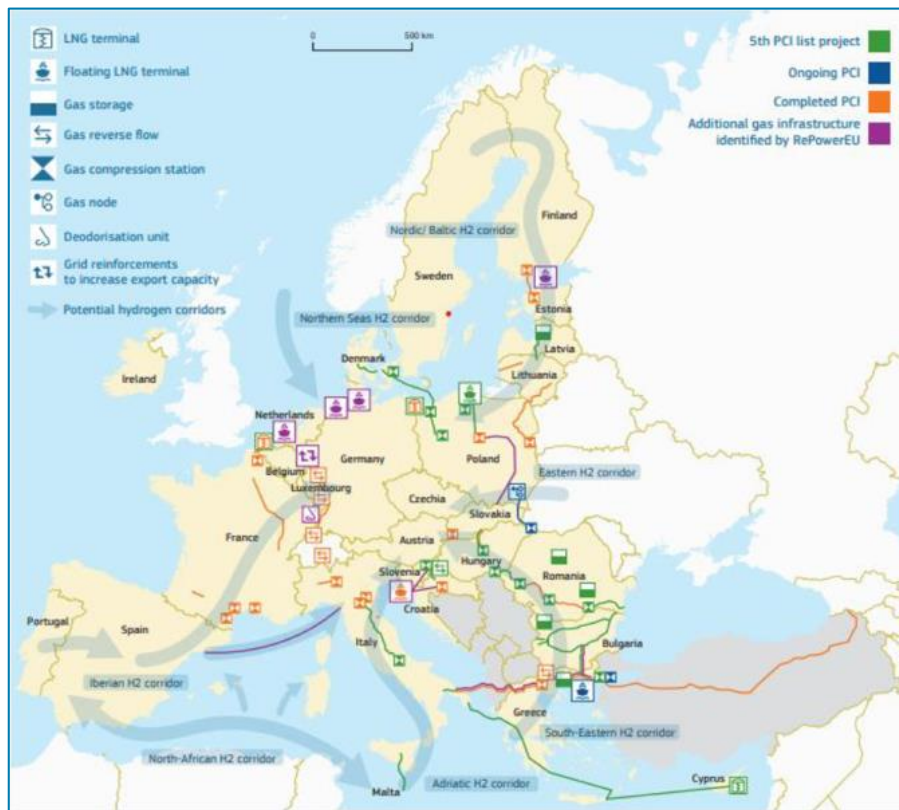 LNG terminal
Floating LNG terminal
Gas storage
Gas reverse flow
Gas compression station
Gas node
Deodorisation unit
Grid reinforcements
to increase export capacity
Potential hydrogen corridors
0
500 km
5th PCI list project
Ongoing PCI
Completed PCI
Additional gas infrastructure
identified by RePowerEU
Finland
Nordic/ Baltic H2 corridor
Sweden
Estonia
Northern Seas H2 corridor
Latvia
Denmark
Lithuania
Ireland
Netherlands
Germany
Poland
Belgium
Luxembourg
Eastern H2 corridor
Czechia
Slovakia
France
Austria
Hungary
Slovenia
Romania
Croatia
Portugal
Spain
Italy
Bulgaria
Iberian H2 corridor
Greece
South-Eastern H2 corridor
North-African H2 corridor
Adriatic H2 corridor
Cyprus
Malta